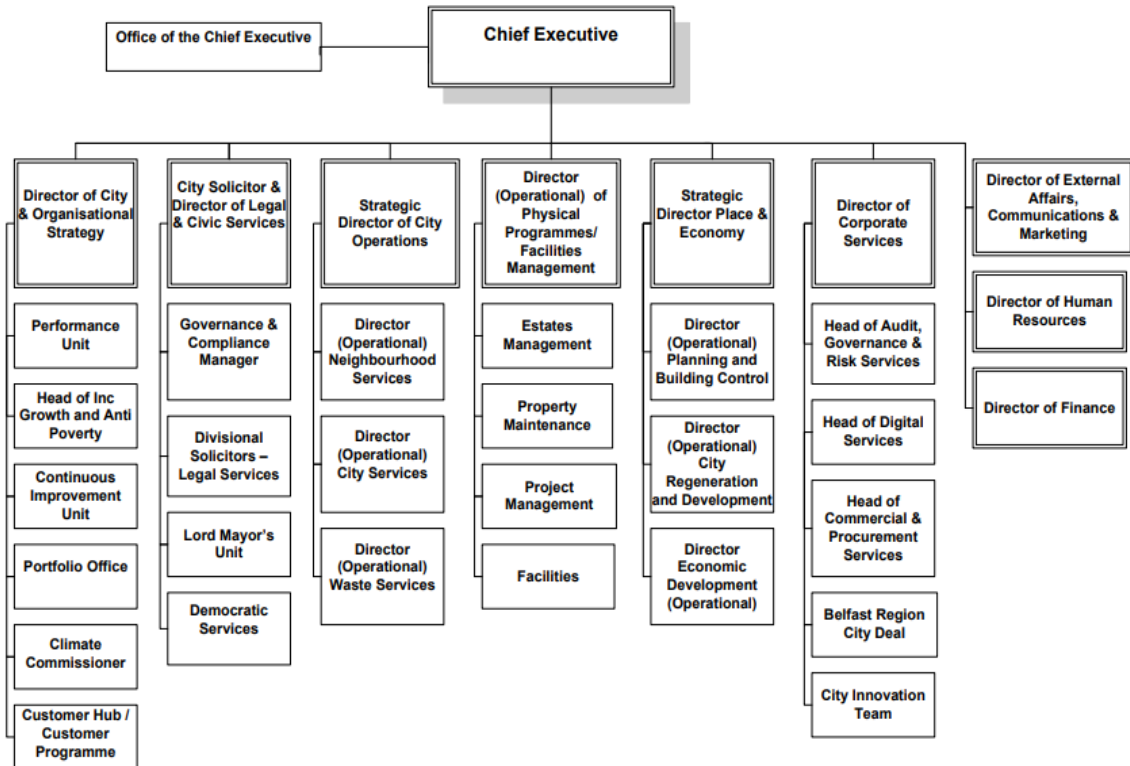 Office of the Chief Executive
Chief Executive
Director of City
& Organisational
Strategy
City Solicitor &
Director of Legal
& Civic Services
Strategic
Director of City
Operations
Director
(Operational) of
Physical
Programmes/
Facilities
Management
Strategic
Director Place &
Economy
Director of
Corporate
Services
Director of External
Affairs,
Communications &
Marketing
Director of Human
Resources
Director of Finance
Performance
Unit
Head of Inc
Growth and Anti
Poverty
Continuous
Improvement
Unit
Portfolio Office
Climate
Commissioner
Customer Hub /
Customer
Programme
Governance &
Compliance
Manager
Divisional
Solicitors –
Legal Services
Lord Mayor's
Unit
Democratic
Services
Director
(Operational)
Neighbourhood
Services
Director
(Operational)
City Services
Director
(Operational)
Waste Services
Estates
Management
Property
Maintenance
Project
Management
Facilities
Director
(Operational)
Planning and
Building Control
Director
(Operational)
City
Regeneration
and Development
Director
Economic
Development
(Operational)
Head of Audit,
Governance &
Risk Services
Head of Digital
Services
Head of
Commercial &
Procurement
Services
Belfast Region
City Deal
City Innovation
Team